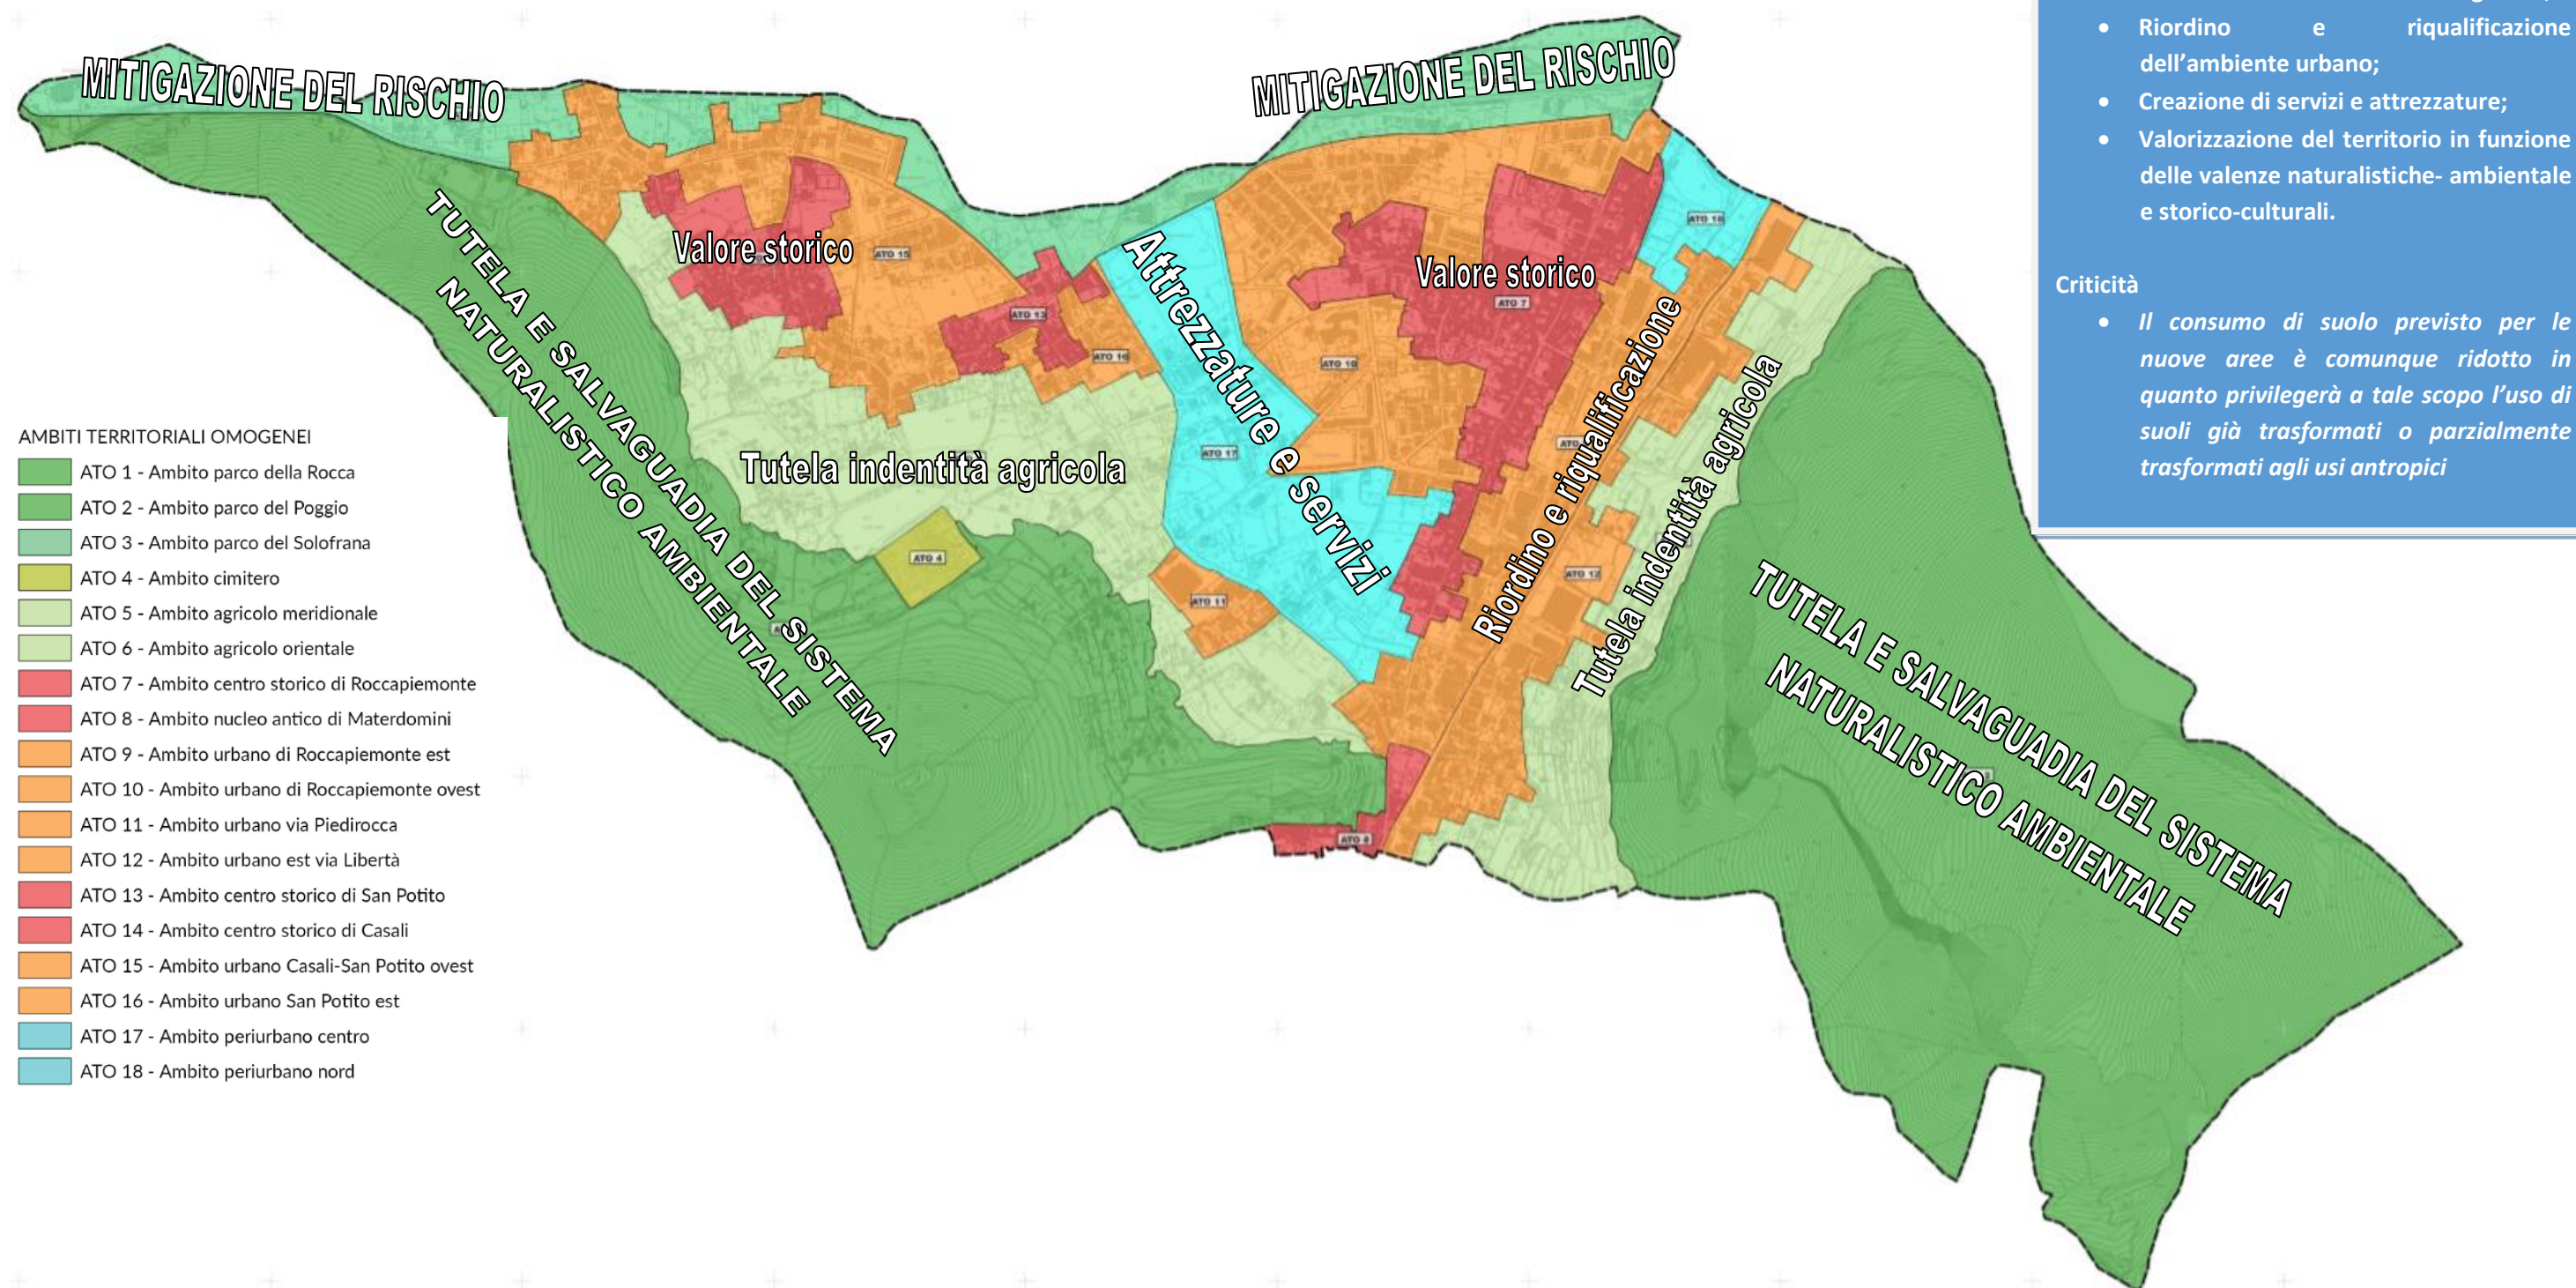 MITIGAZIONE DEL RISCHIO
MITIGAZIONE DEL RISCHIO
TUTELA E SALVAGUADIA DEL SISTEMA
NATURALISTICO AMBIENTALE
Valore storico
ATO 15
ATO 13
ATO 16
Tutela indentità agricola
ATO 4
ATO 11
Attrezzature e servizi
ATO 17
ATO 10
Valore storico
ATO 7
ATO 18
Riordino e riqualificazione
ATO
ATO 12
Tutela indentità agricola
ATO 8
TUTELA E SALVAGUADIA DEL SISTEMA
NATURALISTICO AMBIENTALE
AMBITI TERRITORIALI OMOGENEI
ATO 1 - Ambito parco della Rocca
ATO 2 - Ambito parco del Poggio
ATO 3 - Ambito parco del Solofrana
ATO 4 - Ambito cimitero
ATO 5 - Ambito agricolo meridionale
ATO 6 - Ambito agricolo orientale
ATO 7 - Ambito centro storico di Roccapiemonte
ATO 8 - Ambito nucleo antico di Materdomini
ATO 9 - Ambito urbano di Roccapiemonte est
ATO 10 - Ambito urbano di Roccapiemonte ovest
ATO 11 - Ambito urbano via Piedirocca
ATO 12 - Ambito urbano est via Libertà
ATO 13 - Ambito centro storico di San Potito
ATO 14 - Ambito centro storico di Casali
ATO 15 - Ambito urbano Casali-San Potito ovest
ATO 16 - Ambito urbano San Potito est
ATO 17 - Ambito periurbano centro
ATO 18 - Ambito periurbano nord
• Riordino e riqualificazione
dell’ambiente urbano;
• Creazione di servizi e attrezzature;
• Valorizzazione del territorio in funzione
delle valenze naturalistiche- ambientale
e storico-culturali.
Criticità
• Il consumo di suolo previsto per le
nuove aree è comunque ridotto in
quanto privilegerà a tale scopo l’uso di
suoli già trasformati o parzialmente
trasformati agli usi antropici